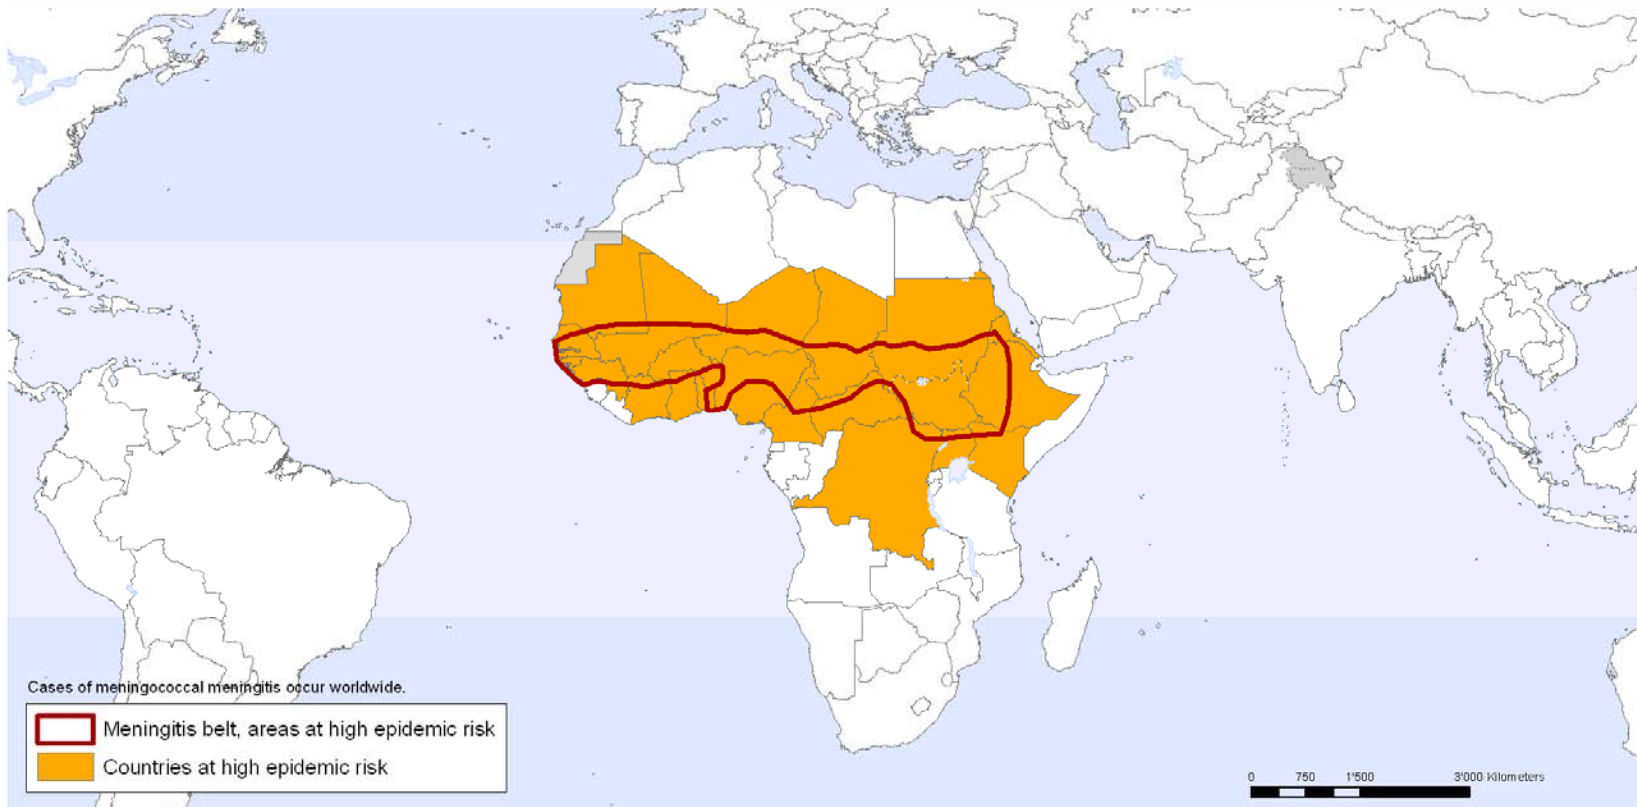 Cases of meningococcal meningitis occur worldwide.
Meningitis belt, areas at high epidemic risk
Countries at high epidemic risk
0 750 1'500 3'000 Kilometers